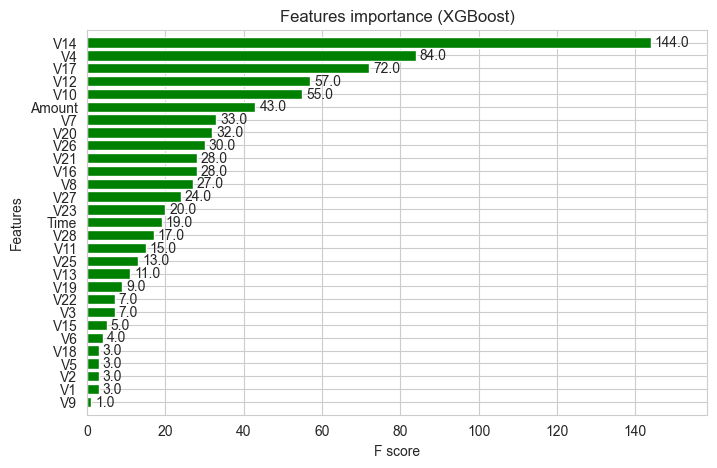 Features importance (XGBoost)
V14 144.0
V4 84.0
V17 72.0
V12 57.0
V10 55.0
Amount 43.0
V7 33.0
V20 32.0
V26 30.0
V21 28.0
V16 28.0
V8 27.0
V27 24.0
V23 20.0
Time 19.0
V28 17.0
V11 15.0
V25 13.0
V13 11.0
V19 9.0
V22 7.0
V3 7.0
V15 5.0
V6 4.0
V18 3.0
V5 3.0
V2 3.0
V1 3.0
V9 1.0
Features
0 20 40 60 80 100 120 140
F score